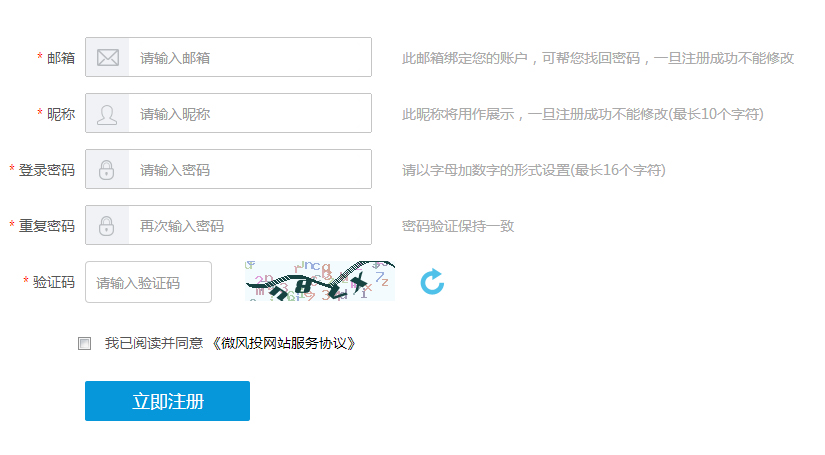 * 邮箱 请输入邮箱 此邮箱绑定您的账户，可帮您找回密码，一旦注册成功不能修改
* 昵称 请输入昵称 此昵称将用作展示，一旦注册成功不能修改(最长10个字符)
* 登录密码 请输入密码 请以字母加数字的形式设置(最长16个字符)
* 重复密码 再次输入密码 密码验证保持一致
* 验证码 请输入验证码
我已阅读并同意 《微风投网站服务协议》
立即注册